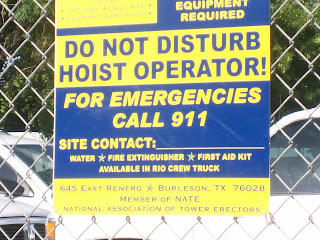 EQUIPMENT
REQUIRED
DO NOT DISTURB
HOIST OPERATOR!
FOR EMERGENCIES
CALL 911
SITE CONTACT:
WATER ★ FIRE EXTINGUISHER ★ FIRST AID KIT
AVAILABLE IN RIO CREW TRUCK
645 EAST RENFRO ★ BURLESON, TX 76028
MEMBER OF NATE
NATIONAL ASSOCIATION OF TOWER ERECTORS